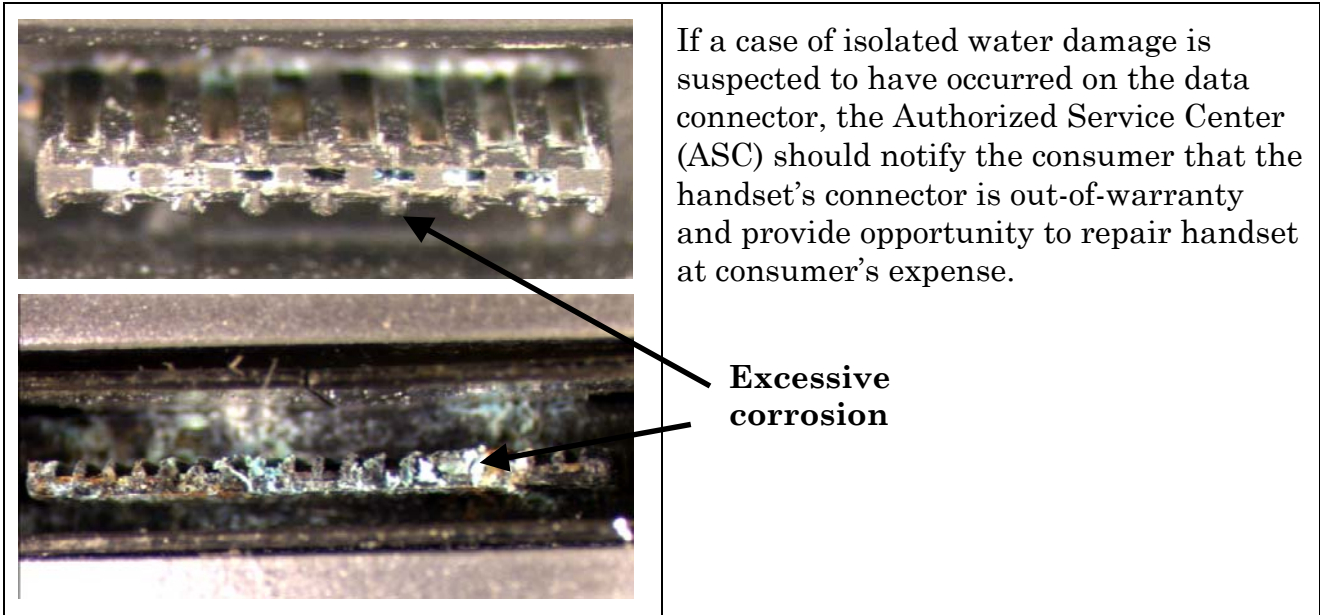 If a case of isolated water damage is
suspected to have occurred on the data
connector, the Authorized Service Center
(ASC) should notify the consumer that the
handset’s connector is out-of-warranty
and provide opportunity to repair handset
at consumer’s expense.
Excessive
corrosion